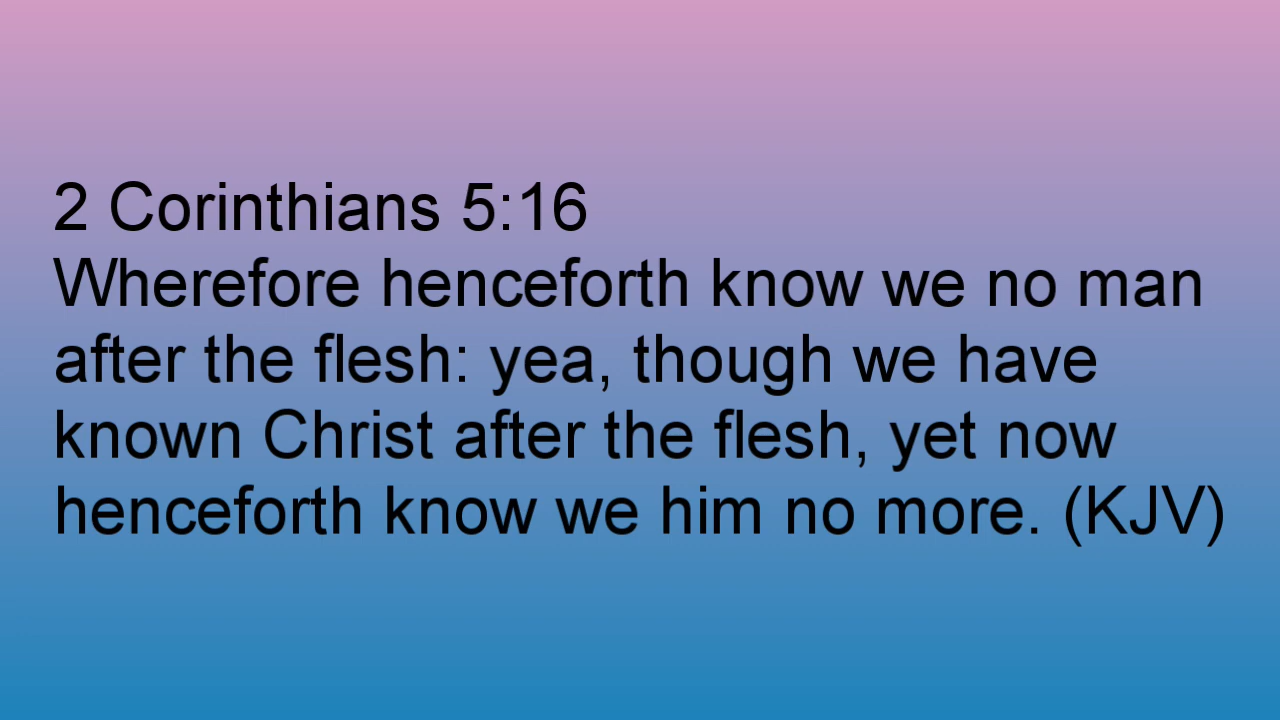 2 Corinthians 5:16
Wherefore henceforth know we no man
after the flesh: yea, though we have
known Christ after the flesh, yet now
henceforth know we him no more. (KJV)